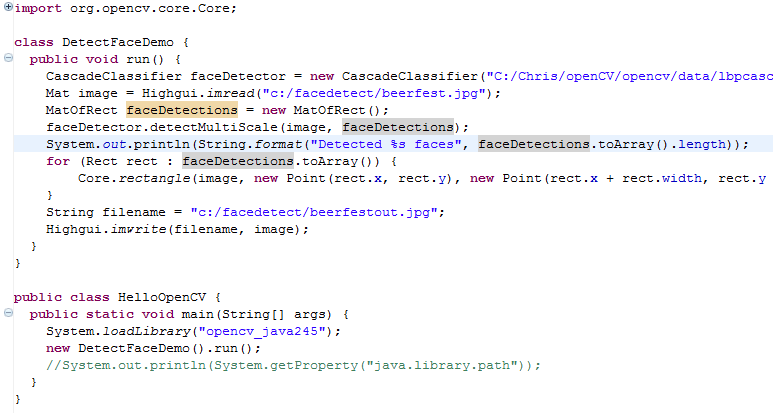 import org.opencv.core.Core;
class DetectFaceDemo {
public void run() {
CascadeClassifier faceDetector = new CascadeClassifier("C:/Chris/openCV/opencv/data/lbpcasc
Mat image = Highgui.imread("c:/facedetect/beerfest.jpg");
MatOfRect faceDetections = new MatOfRect();
faceDetector.detectMultiScale(image, faceDetections);
System.out.println(String.format("Detected %s faces", faceDetections.toArray().length));
for (Rect rect : faceDetections.toArray()) {
Core.rectangle(image, new Point(rect.x, rect.y), new Point(rect.x + rect.width, rect.y
}
String filename = "c:/facedetect/beerfestout.jpg";
Highgui.imwrite(filename, image);
}
}
public class HelloOpenCV {
public static void main(String[] args) {
System.loadLibrary("opencv_java245");
new DetectFaceDemo().run();
//System.out.println(System.getProperty("java.library.path"));
}
}